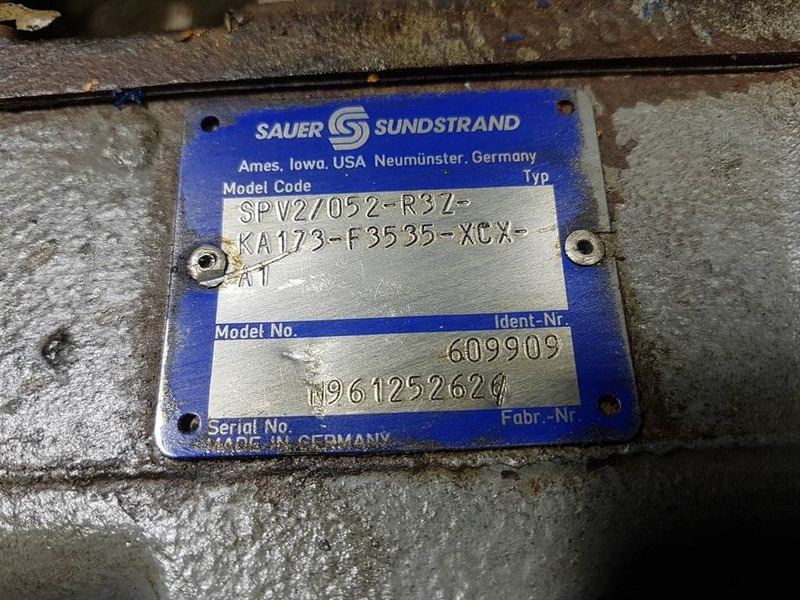 SAUER SUNDSTRAND
Ames, Iowa, USA Neumünster, Germany
Model Code Typ
SPV2/052-R3Z-
KA173-F3535-XCX-
A1
Model No. Ident-Nr.
609909
Serial No. Fabr.-Nr
MADE IN GERMANY